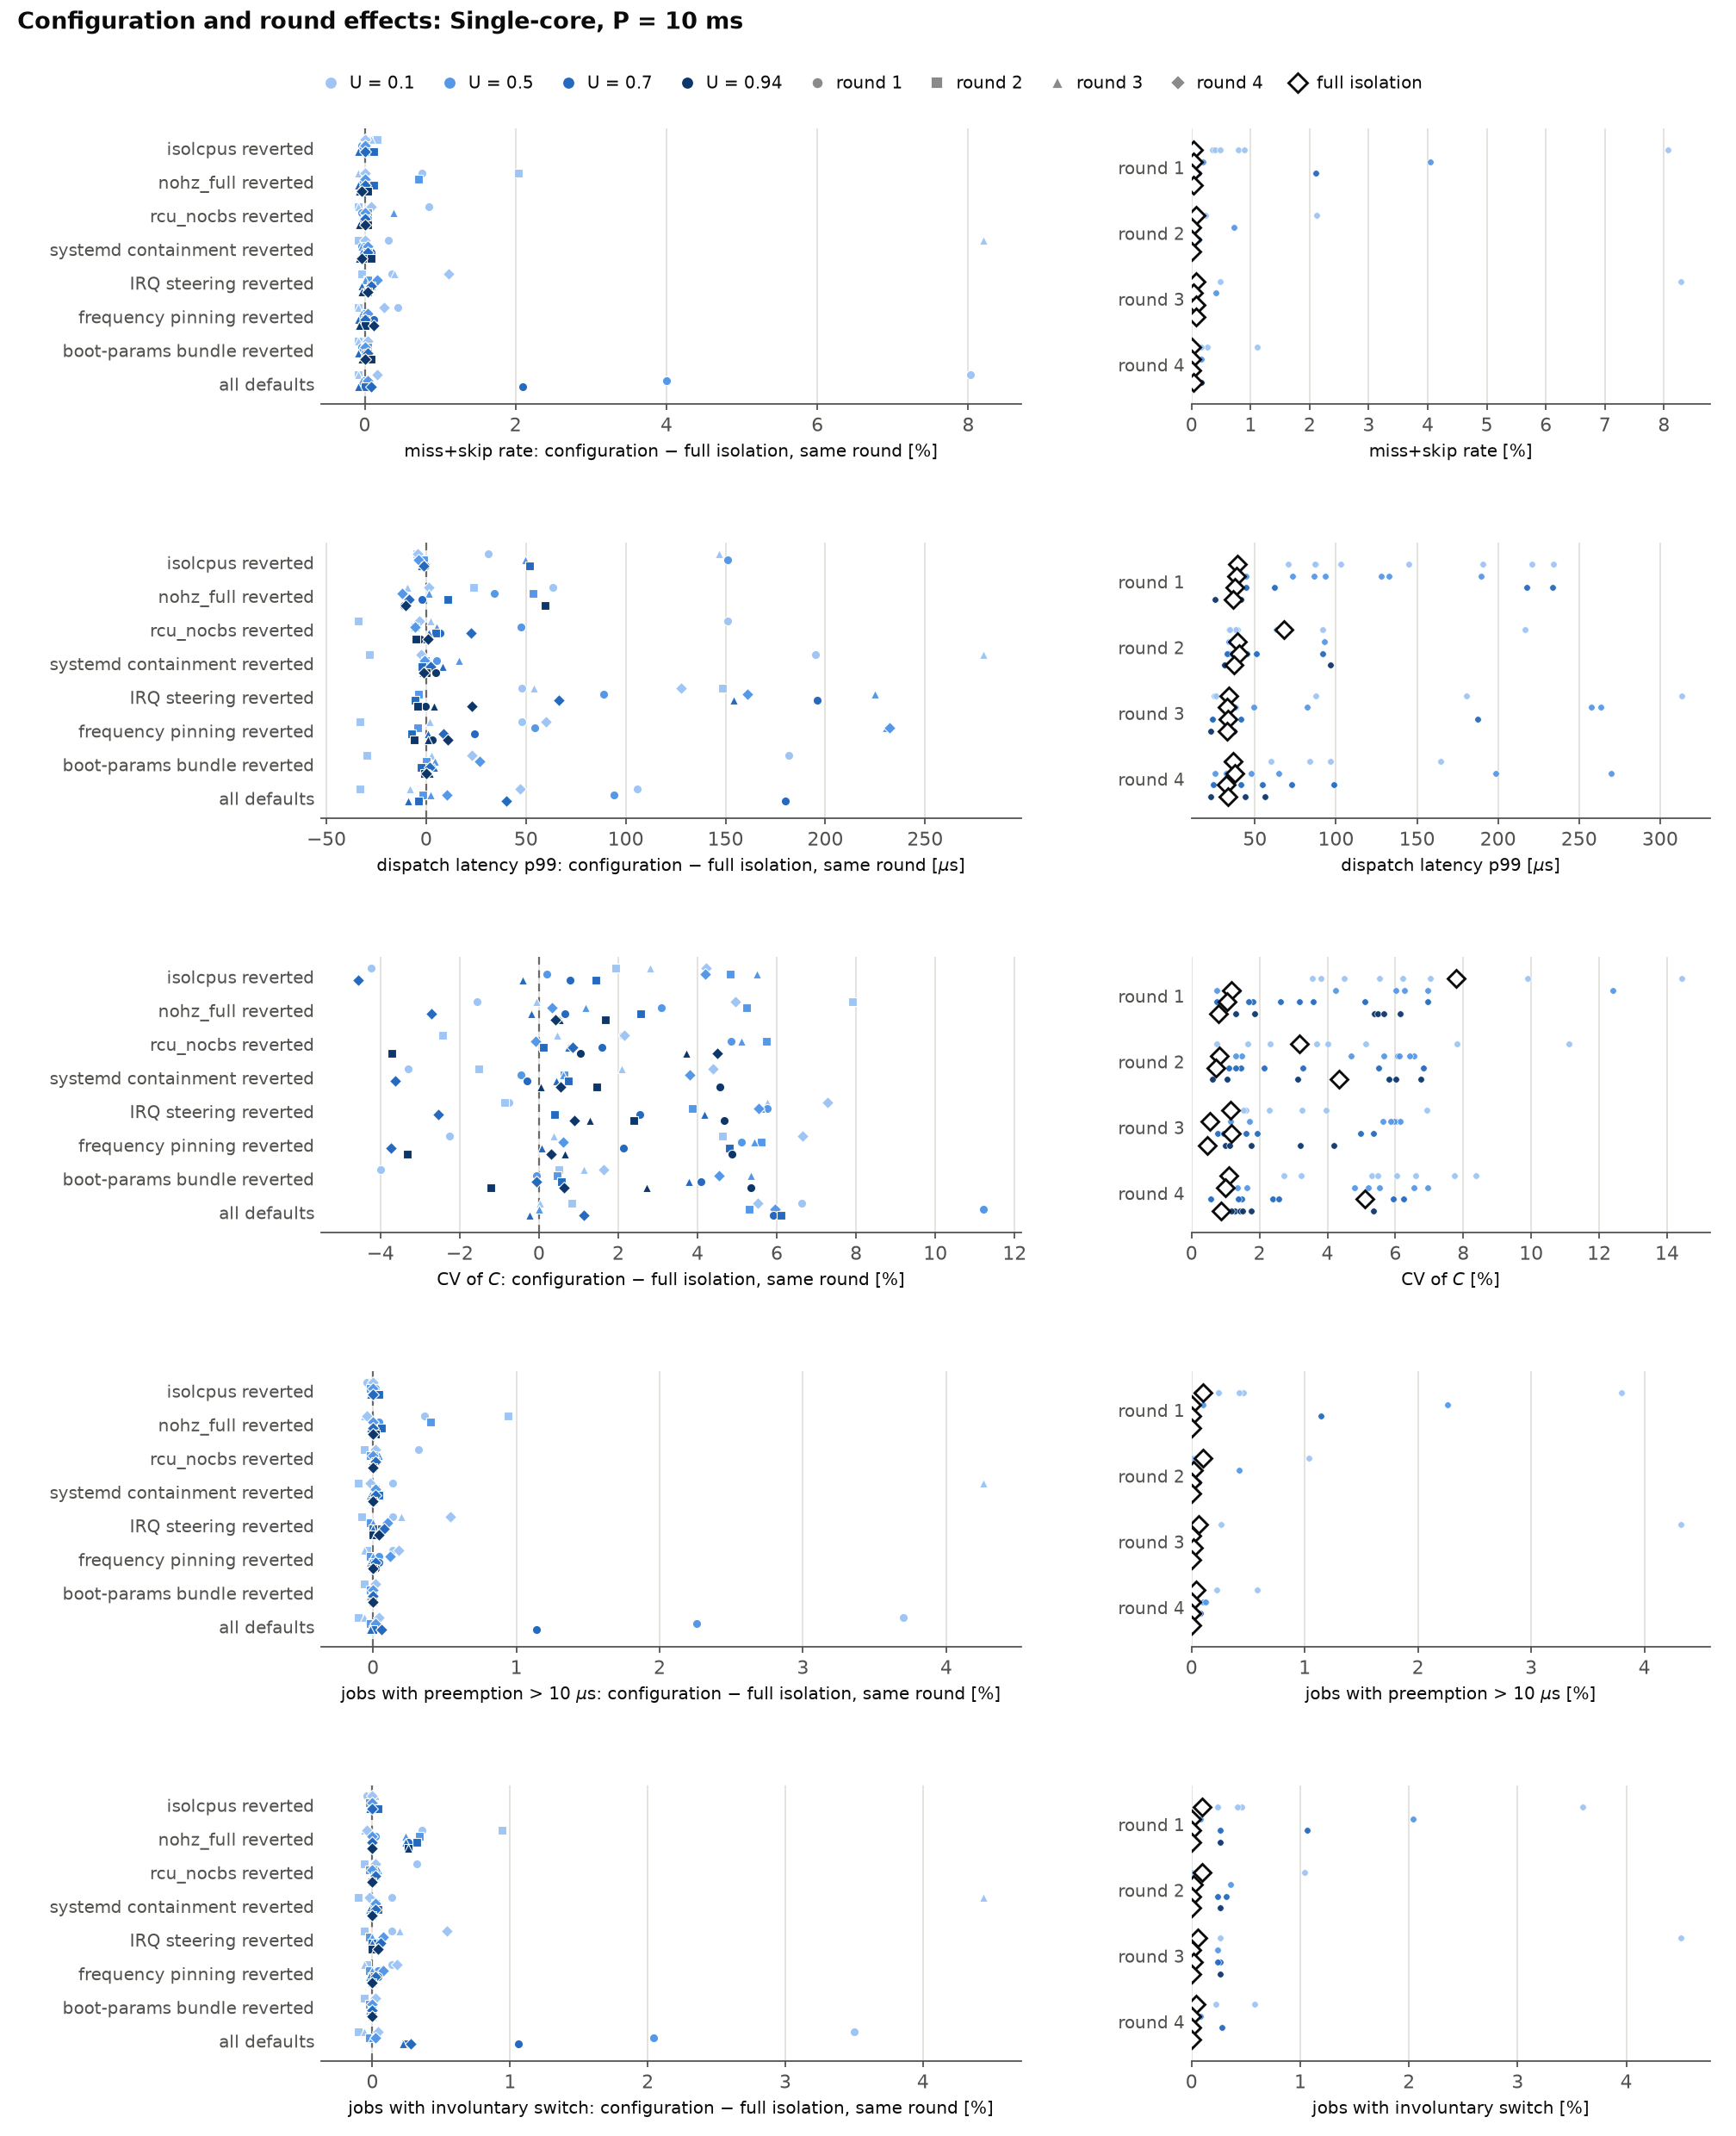 Configuration and round effects: Single-core, P = 10 ms
U = 0.1 U = 0.5 U = 0.7 U = 0.94 round 1 round 2 round 3 round 4 full isolation
isolcpus reverted
nohz_full reverted
rcu_nocbs reverted
systemd containment reverted
IRQ steering reverted
frequency pinning reverted
boot-params bundle reverted
all defaults
0 2 4 6 8
miss+skip rate: configuration − full isolation, same round [%]
round 1
round 2
round 3
round 4
0 1 2 3 4 5 6 7 8
miss+skip rate [%]
isolcpus reverted
nohz_full reverted
rcu_nocbs reverted
systemd containment reverted
IRQ steering reverted
frequency pinning reverted
boot-params bundle reverted
all defaults
−50 0 50 100 150 200 250
dispatch latency p99: configuration − full isolation, same round [µs]
round 1
round 2
round 3
round 4
50 100 150 200 250 300
dispatch latency p99 [µs]
isolcpus reverted
nohz_full reverted
rcu_nocbs reverted
systemd containment reverted
IRQ steering reverted
frequency pinning reverted
boot-params bundle reverted
all defaults
−4 −2 0 2 4 6 8 10 12
CV of C: configuration − full isolation, same round [%]
round 1
round 2
round 3
round 4
0 2 4 6 8 10 12 14
CV of C [%]
isolcpus reverted
nohz_full reverted
rcu_nocbs reverted
systemd containment reverted
IRQ steering reverted
frequency pinning reverted
boot-params bundle reverted
all defaults
0 1 2 3 4
jobs with preemption > 10 µs: configuration − full isolation, same round [%]
round 1
round 2
round 3
round 4
0 1 2 3 4
jobs with preemption > 10 µs [%]
isolcpus reverted
nohz_full reverted
rcu_nocbs reverted
systemd containment reverted
IRQ steering reverted
frequency pinning reverted
boot-params bundle reverted
all defaults
0 1 2 3 4
jobs with involuntary switch: configuration − full isolation, same round [%]
round 1
round 2
round 3
round 4
0 1 2 3 4
jobs with involuntary switch [%]